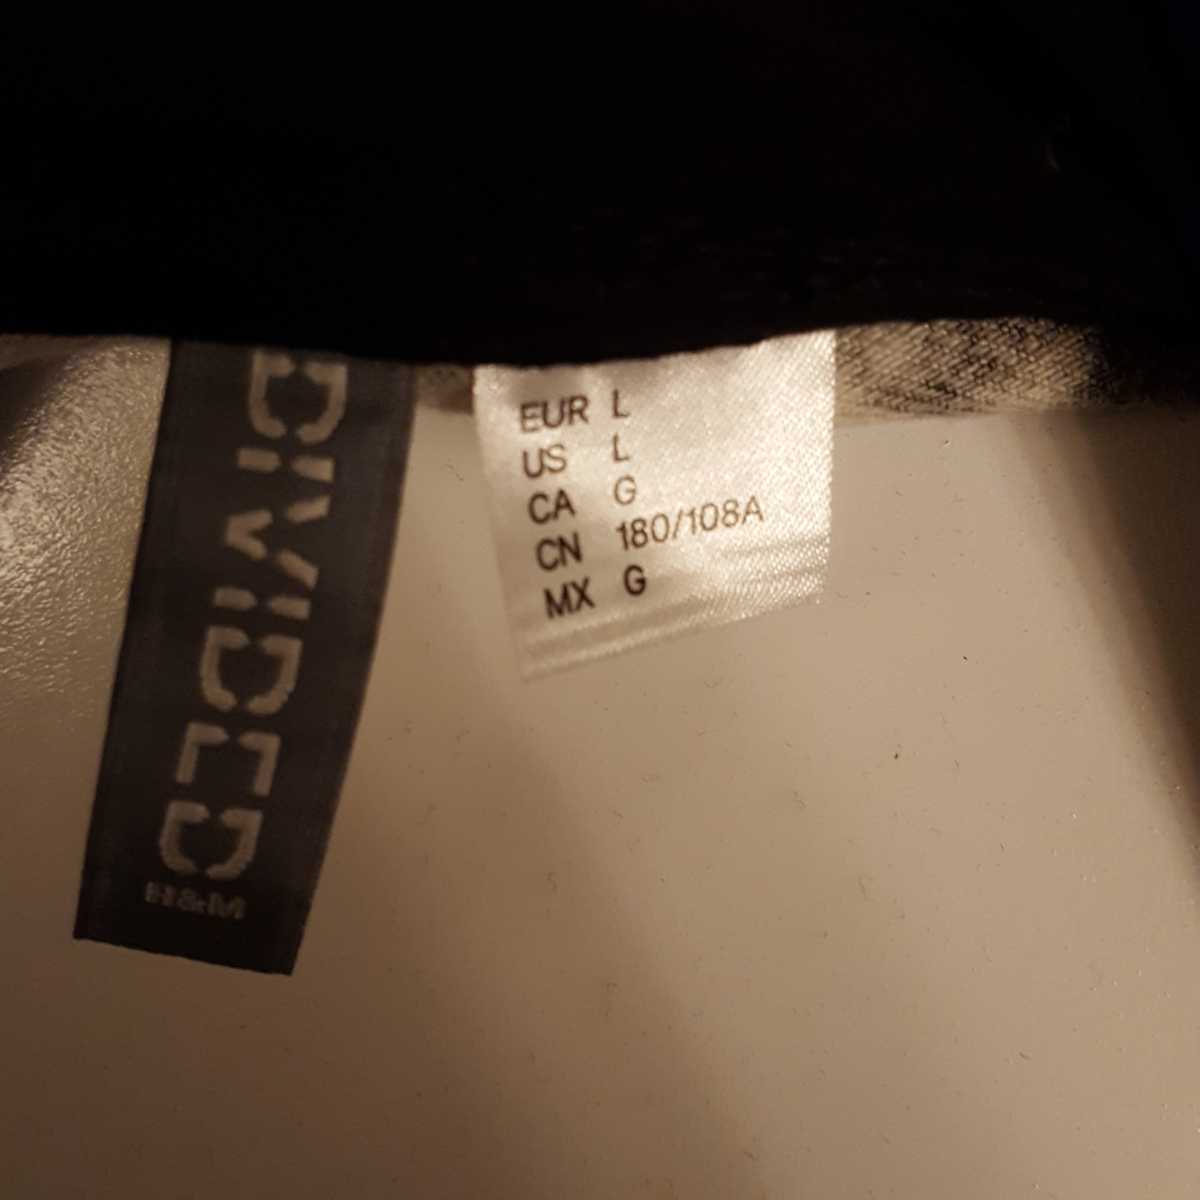 DIVIDED
H&M
EUR L
US L
CA G
CN 180/108A
MX G